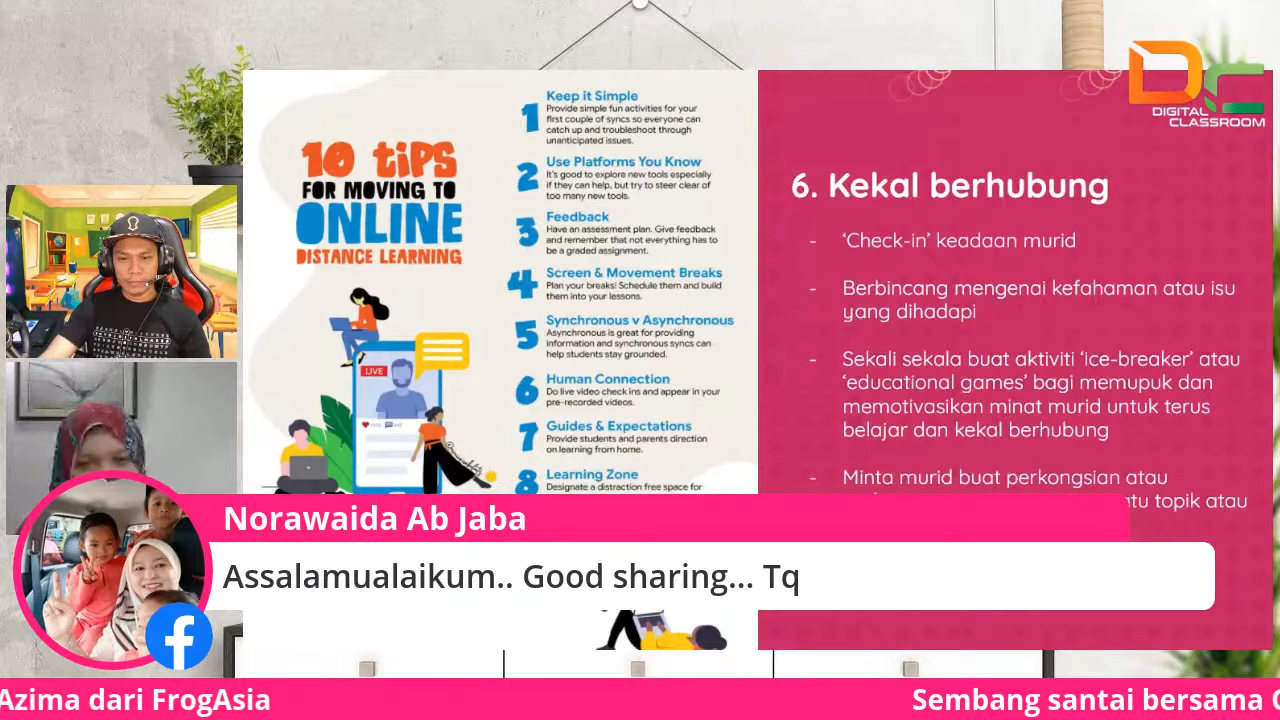 10 tips
FOR MOVING TO
ONLINE
DISTANCE LEARNING
LIVE
1 Keep it Simple
Provide simple fun activities for your
first couple of syncs so everyone can
catch up and troubleshoot through
unanticipated issues.
2 Use Platforms You Know
It's good to explore new tools especially
if they can help, but try to steer clear of
too many new tools.
3 Feedback
Have an assessment plan. Give feedback
and remember that not everything has to
be a graded assignment.
4 Screen & Movement Breaks
Plan your breaks! Schedule them and build
them into your lessons.
5 Synchronous v Asynchronous
Asynchronous is great for providing
information and synchronous syncs can
help students stay grounded.
6 Human Connection
Do live video check ins and appear in your
pre-recorded videos.
7 Guides & Expectations
Provide students and parents direction
on learning from home.
8 Learning Zone
Designate a distraction free space for
DC
DIGITAL
CLASSROOM
6. Kekal berhubung
- 'Check-in' keadaan murid
- Berbincang mengenai kefahaman atau isu
yang dihadapi
- Sekali sekala buat aktiviti 'ice-breaker' atau
'educational games' bagi memupuk dan
memotivasikan minat murid untuk terus
belajar dan kekal berhubung
- Minta murid buat perkongsian atau
topik atau
Norawaida Ab Jaba
Assalamualaikum.. Good sharing... Tq
Azima dari FrogAsia
Sembang santai bersama